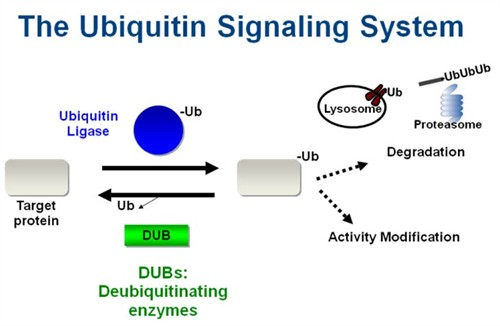 The Ubiquitin Signaling System
Ubiquitin
Ligase
-Ub
Ub
UbUbUb
Lysosome
Proteasome
Degradation
-Ub
Target
protein
Ub
DUB
Activity Modification
DUBs:
Deubiquitinating
enzymes